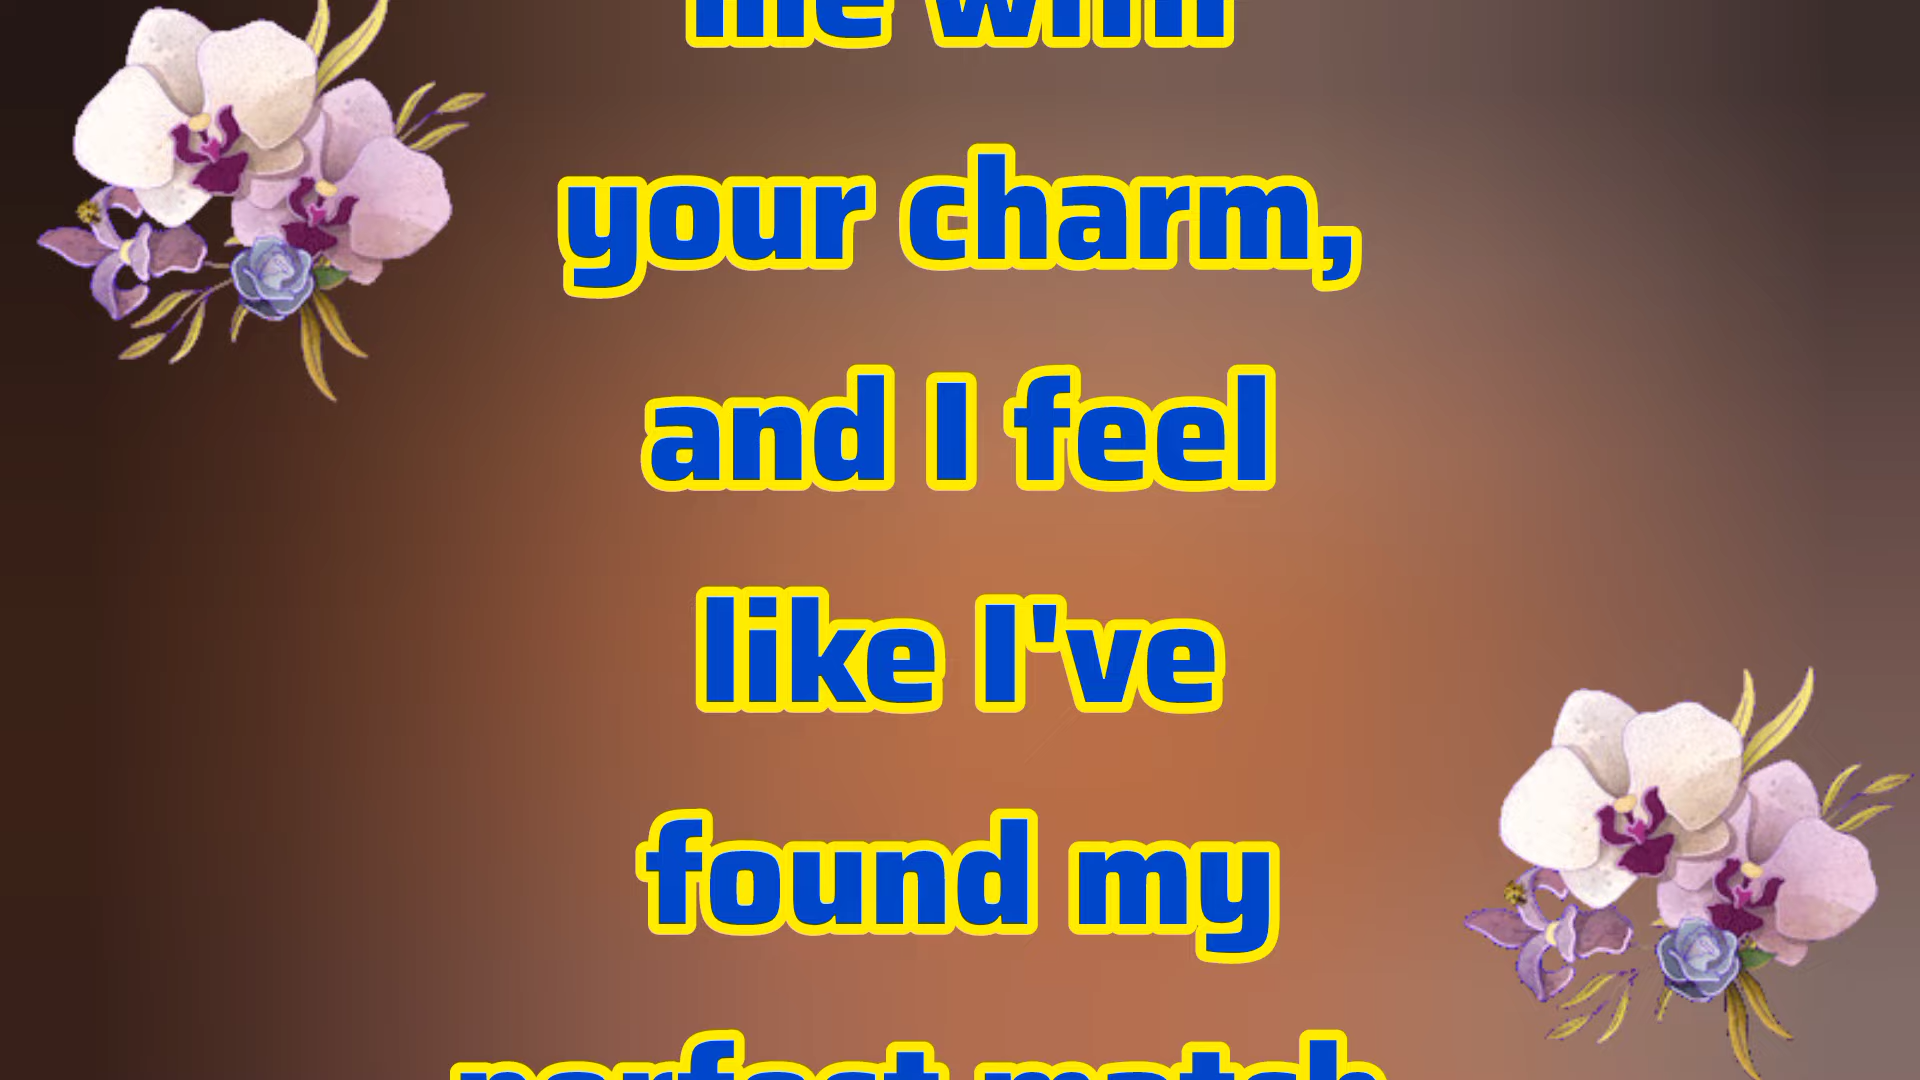 me with
your charm,
and I feel
like I've
found my
perfect match